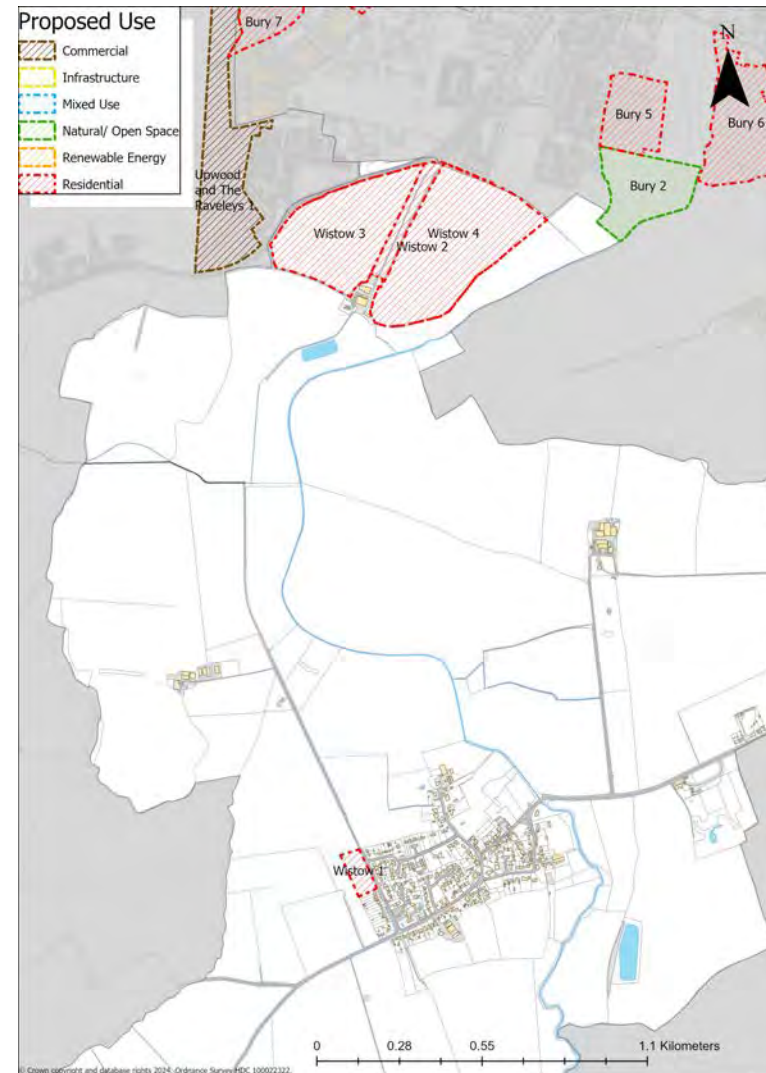 Proposed Use
Commercial
Infrastructure
Mixed Use
Natural/ Open Space
Renewable Energy
Residential
Bury 7
N
Bury 5
Bury 6
Upwood
and The
Raveleys 1
Bury 2
Wistow 3
Wistow 4
Wistow 2
Wistow 1
0 0.28 0.55 1.1 Kilometers
© Crown copyright and database rights 2024. Ordnance Survey HDC 100022322.